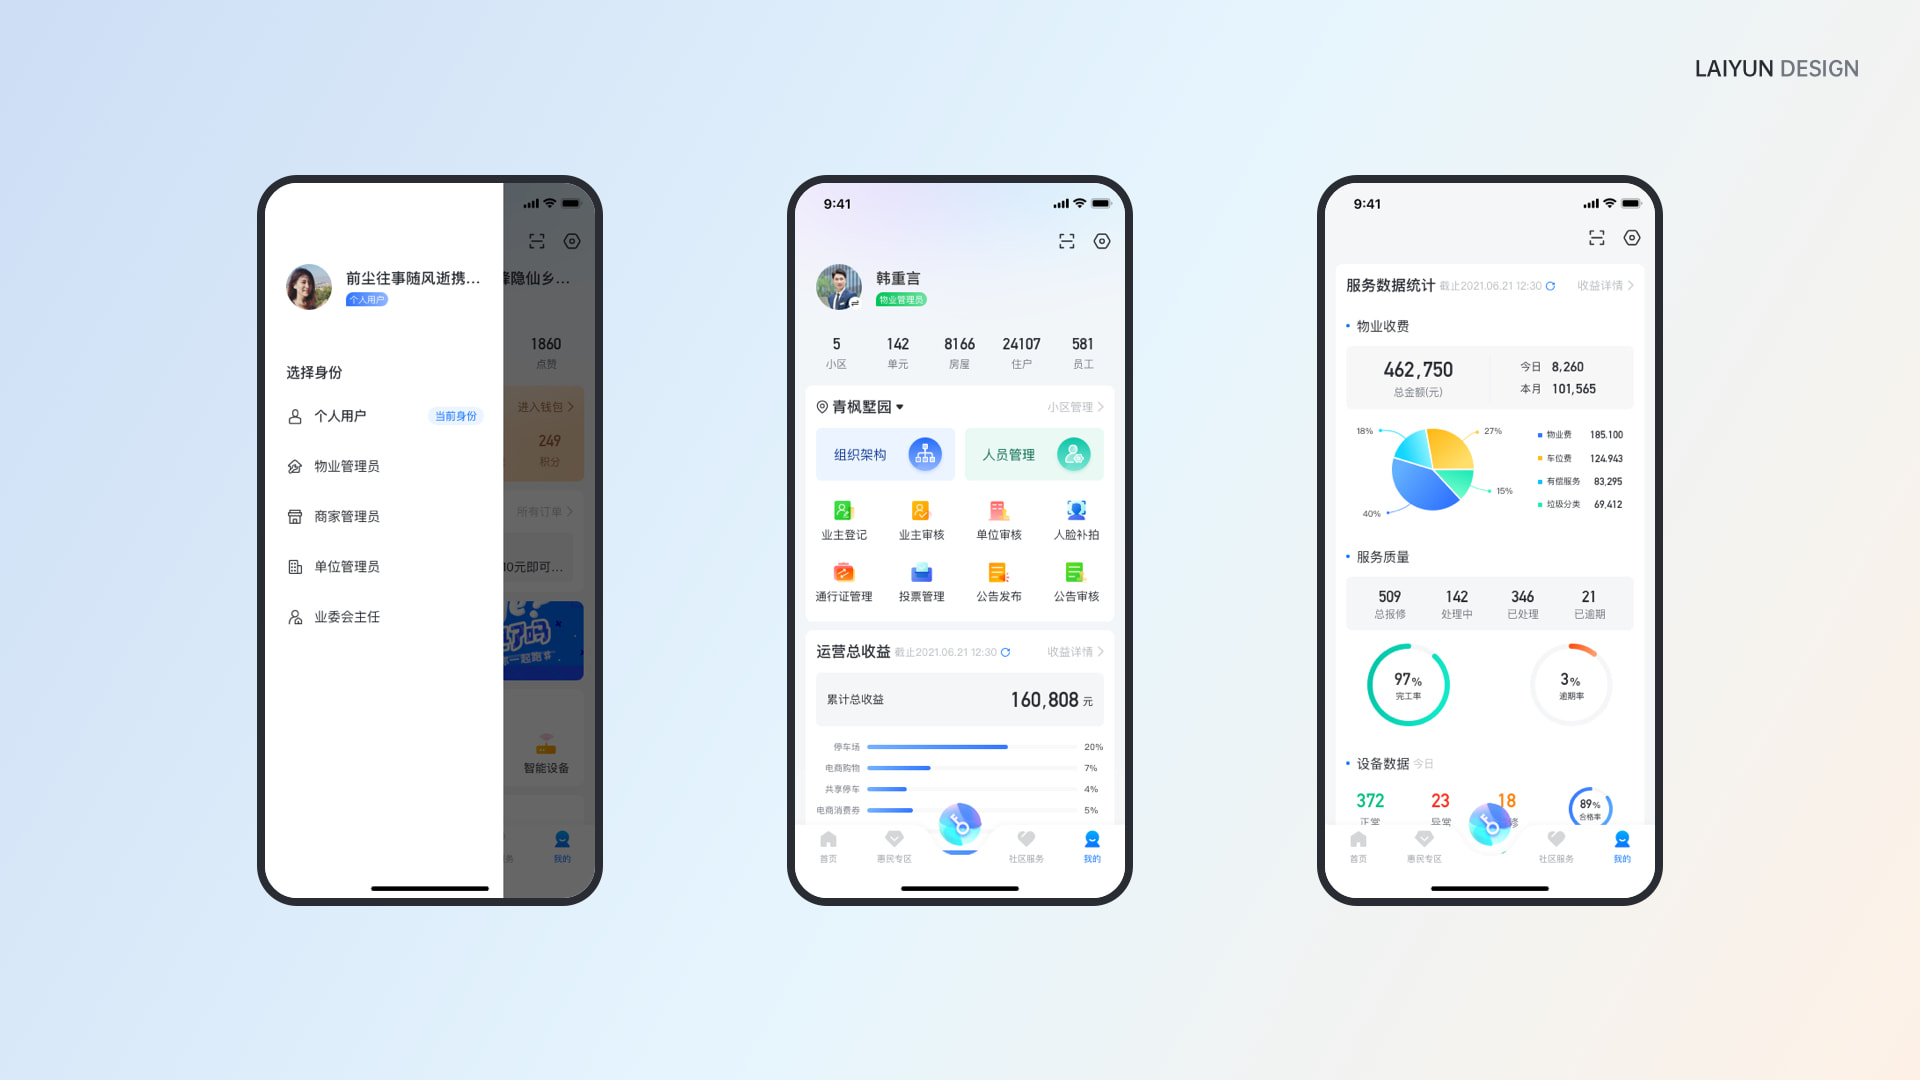 LAIYUN DESIGN
前尘往事随风逝携...
个人用户
选择身份
个人用户
当前身份
物业管理员
商家管理员
单位管理员
业委会主任
隐仙乡...
1860
点赞
进入钱包
249
积分
所有订单
10元即可...
智能设备
我的
9:41
韩重言
物业管理员
5 142 8166 24107 581
小区 单元 房屋 住户 员工
青枫墅园
小区管理
组织架构
人员管理
业主登记 业主审核 单位审核 人脸补拍
通行证管理 投票管理 公告发布 公告审核
运营总收益 截止2021.06.21 12:30
收益详情
累计总收益
160,808 元
停车场 20%
电商购物 7%
共享停车 4%
电商消费券 5%
首页 惠民专区 社区服务 我的
9:41
服务数据统计 截止2021.06.21 12:30
收益详情
物业收费
462,750
总金额(元)
今日 8,260
本月 101,565
18%
27%
15%
40%
物业费 185.100
车位费 124.943
有偿服务 83,295
垃圾分类 69,412
服务质量
509 142 346 21
总报修 处理中 已处理 已逾期
97%
完工率
3%
逾期率
设备数据 今日
372 23 18
正常 异常 修
89%
合格率
首页 惠民专区 社区服务 我的